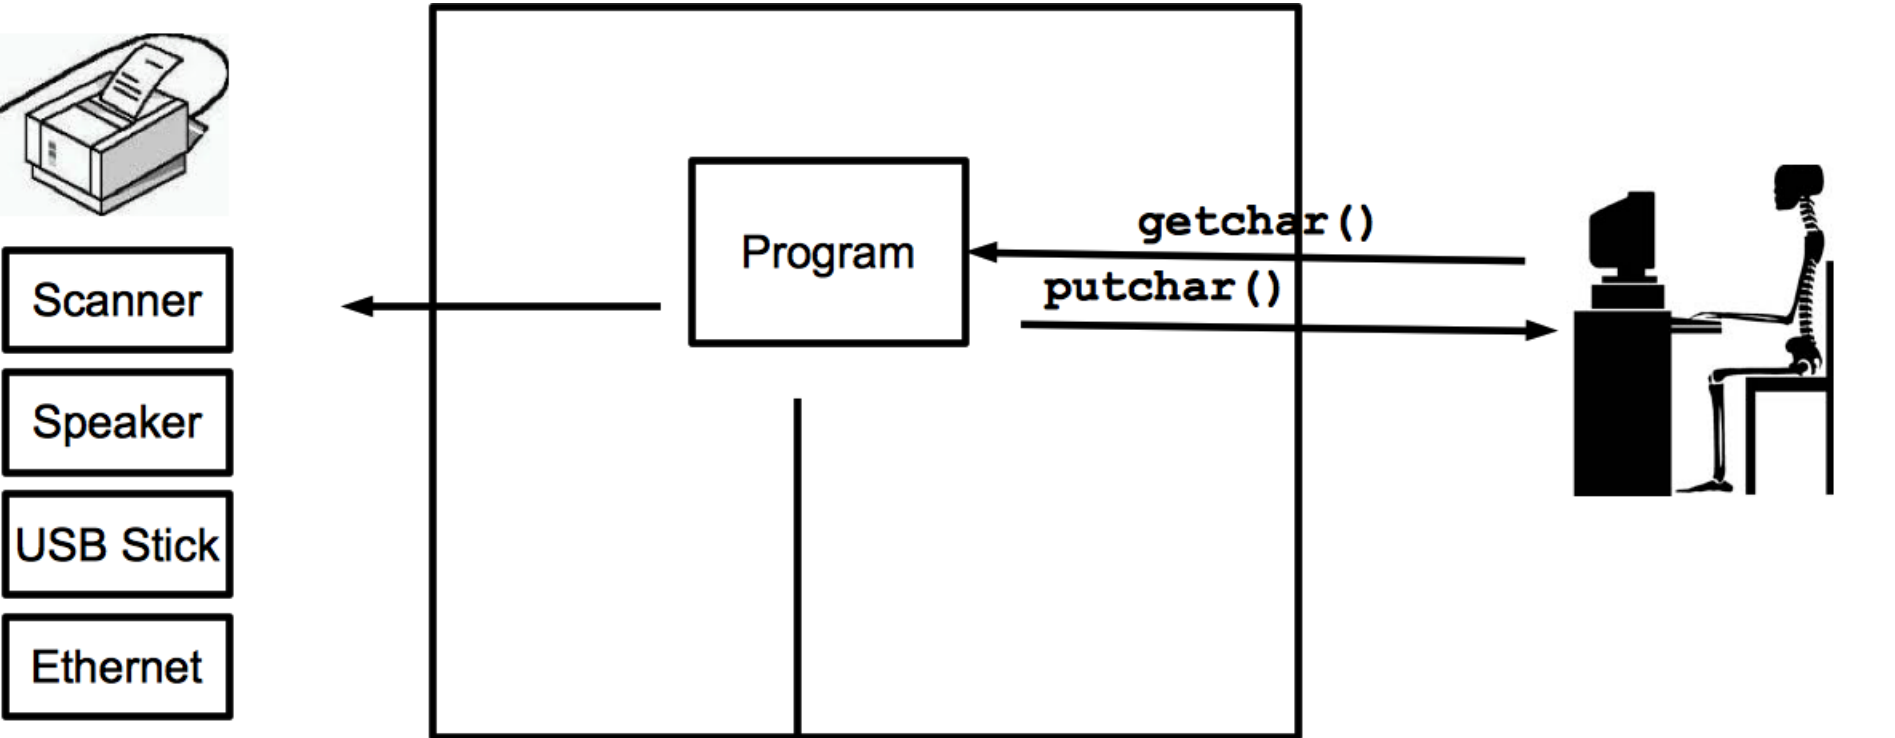 Scanner
Speaker
USB Stick
Ethernet
Program
getchar()
putchar()